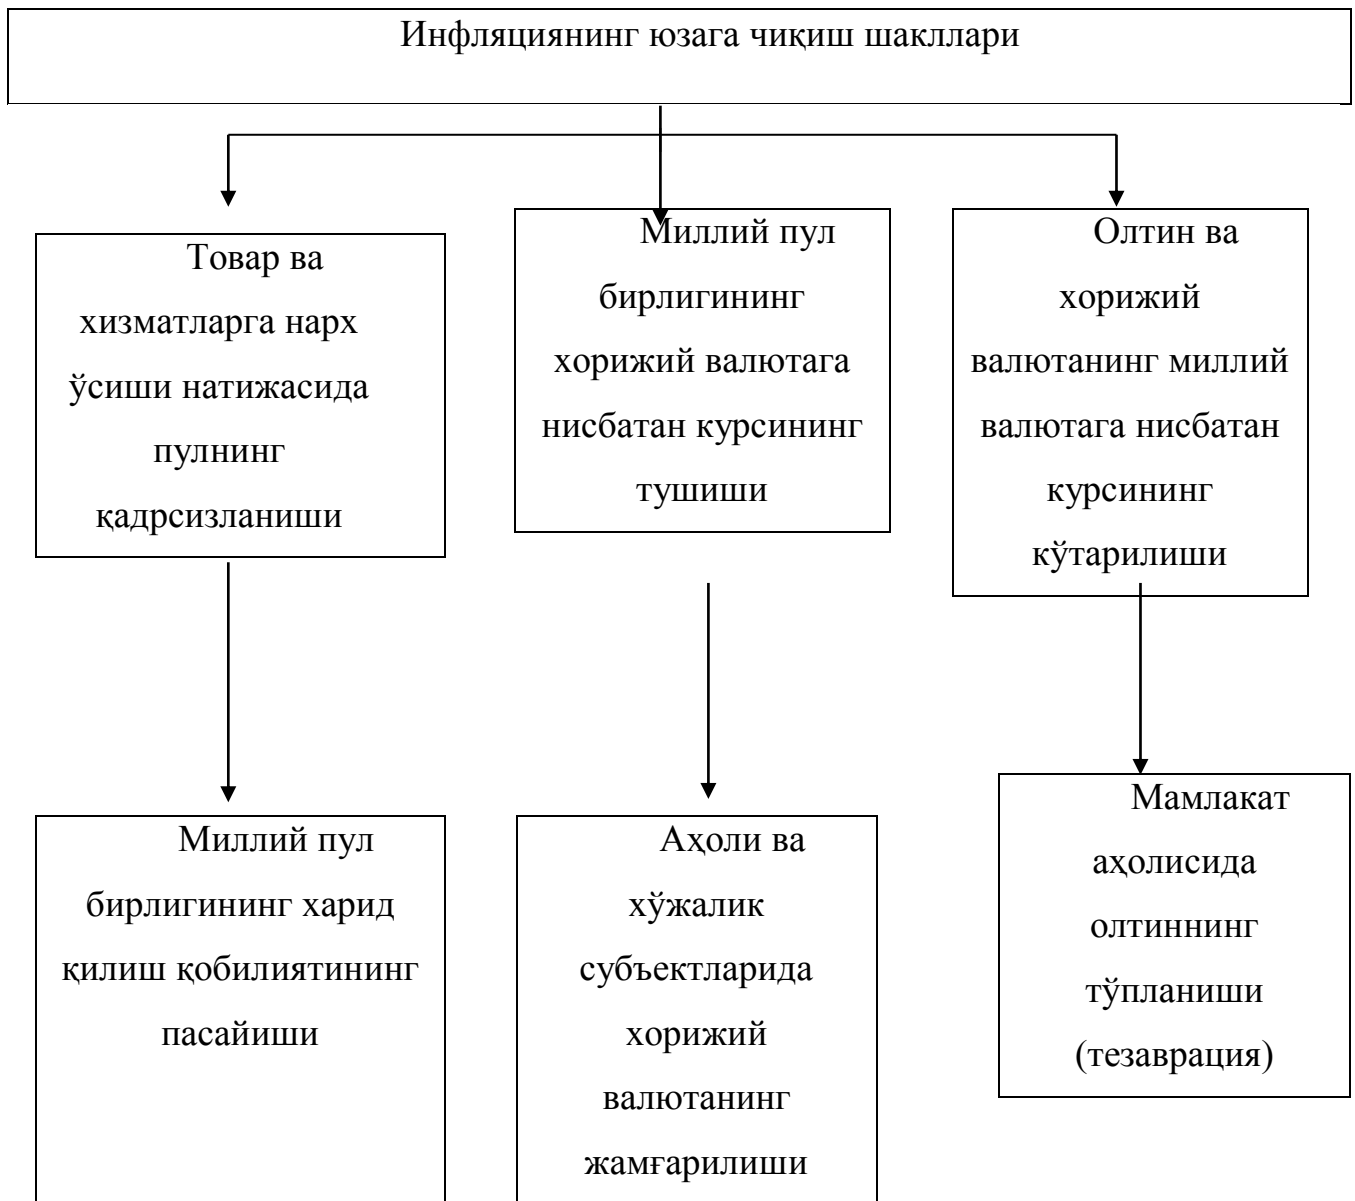 Инфляциянинг юзага чиқиш шакллари
Товар ва
хизматларга нарх
ўсиши натижасида
пулнинг
қадрсизланиши
Миллий пул
бирлигининг
хорижий валютага
нисбатан курсининг
тушиши
Олтин ва
хорижий
валютанинг миллий
валютага нисбатан
курсининг
кўтарилиши
Миллий пул
бирлигининг харид
қилиш қобилиятининг
пасайиши
Аҳоли ва
хўжалик
субъектларида
хорижий
валютанинг
жамғарилиши
Мамлакат
аҳолисида
олтиннинг
тўпланиши
(тезаврация)